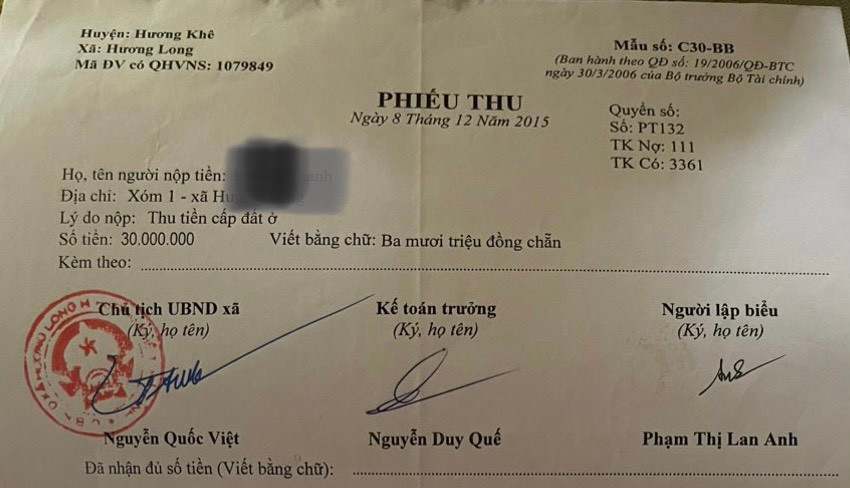 Huyện: Hương Khê
Xã: Hương Long
Mã ĐV có QHVNS: 1079849
Mẫu số: C30-BB
(Ban hành theo QĐ số: 19/2006/QĐ-BTC
ngày 30/3/2006 của Bộ trưởng Bộ Tài chính)
PHIẾU THU
Ngày 8 Tháng 12 Năm 2015
Quyển số:
Số: PT132
TK Nợ: 111
TK Có: 3361
Họ, tên người nộp tiền:
Địa chỉ: Xóm 1 - xã
Lý do nộp: Thu tiền cấp đất ở
Số tiền: 30.000.000 Viết bằng chữ: Ba mươi triệu đồng chẵn
Kèm theo:
Chủ tịch UBND xã Kế toán trưởng Người lập biểu
(Ký, họ tên) (Ký, họ tên) (Ký, họ tên)
Nguyễn Quốc Việt Nguyễn Duy Quế Phạm Thị Lan Anh
Đã nhận đủ số tiền (Viết bằng chữ):